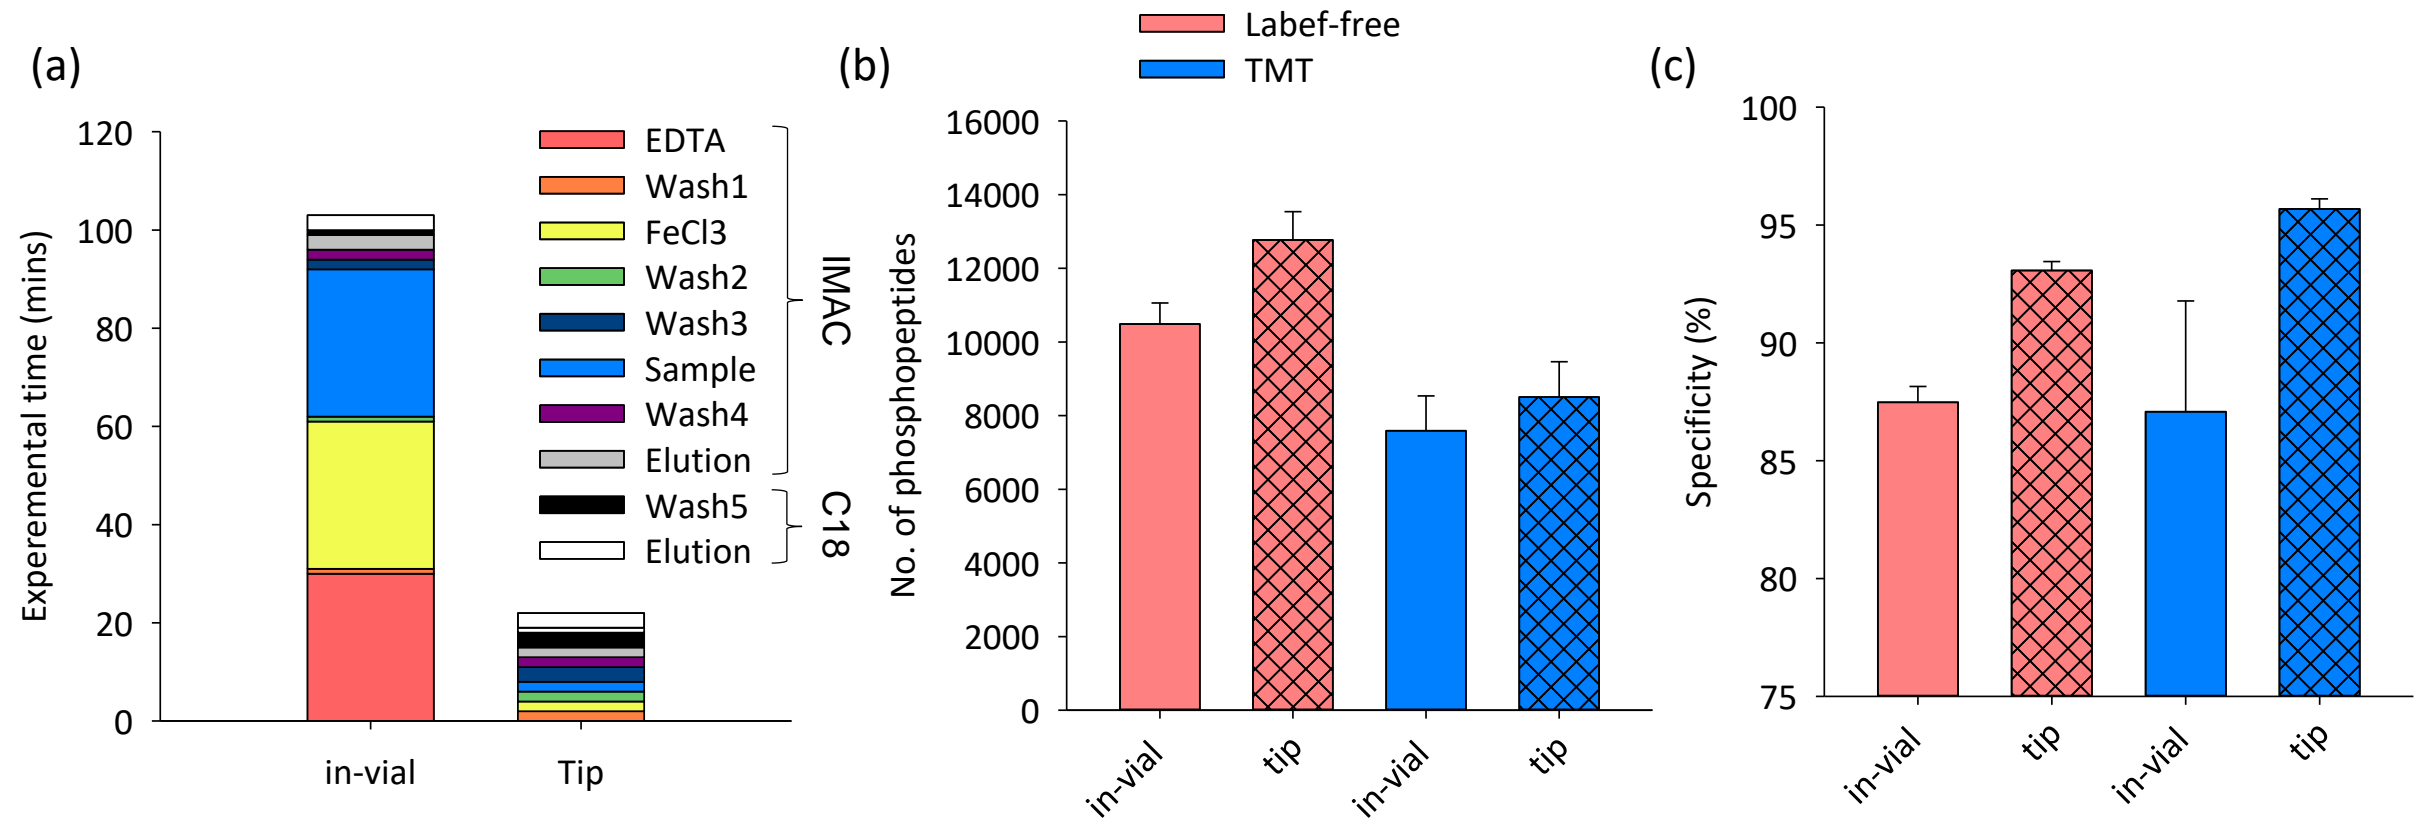 Labef-free
TMT
(a)
(b)
(c)
Experemental time (mins)
120
100
80
60
40
20
0
in-vial
Tip
EDTA
Wash1
FeCl3
Wash2
Wash3
Sample
Wash4
Elution
Wash5
Elution
IMAC
C18
No. of phosphopeptides
16000
14000
12000
10000
8000
6000
4000
2000
0
in-vial
tip
in-vial
tip
Specificity (%)
100
95
90
85
80
75
in-vial
tip
in-vial
tip